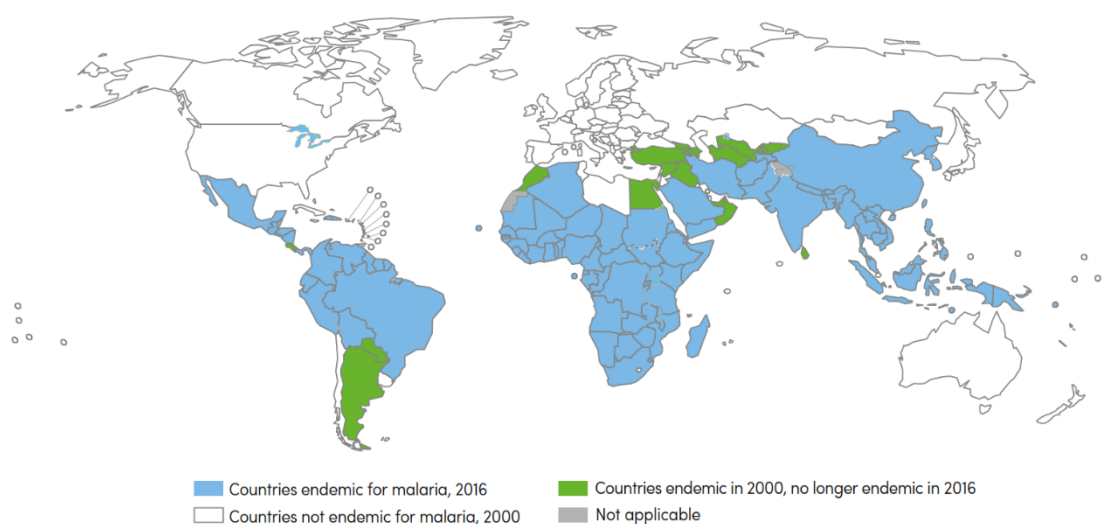 Countries endemic for malaria, 2016
Countries endemic in 2000, no longer endemic in 2016
Countries not endemic for malaria, 2000
Not applicable